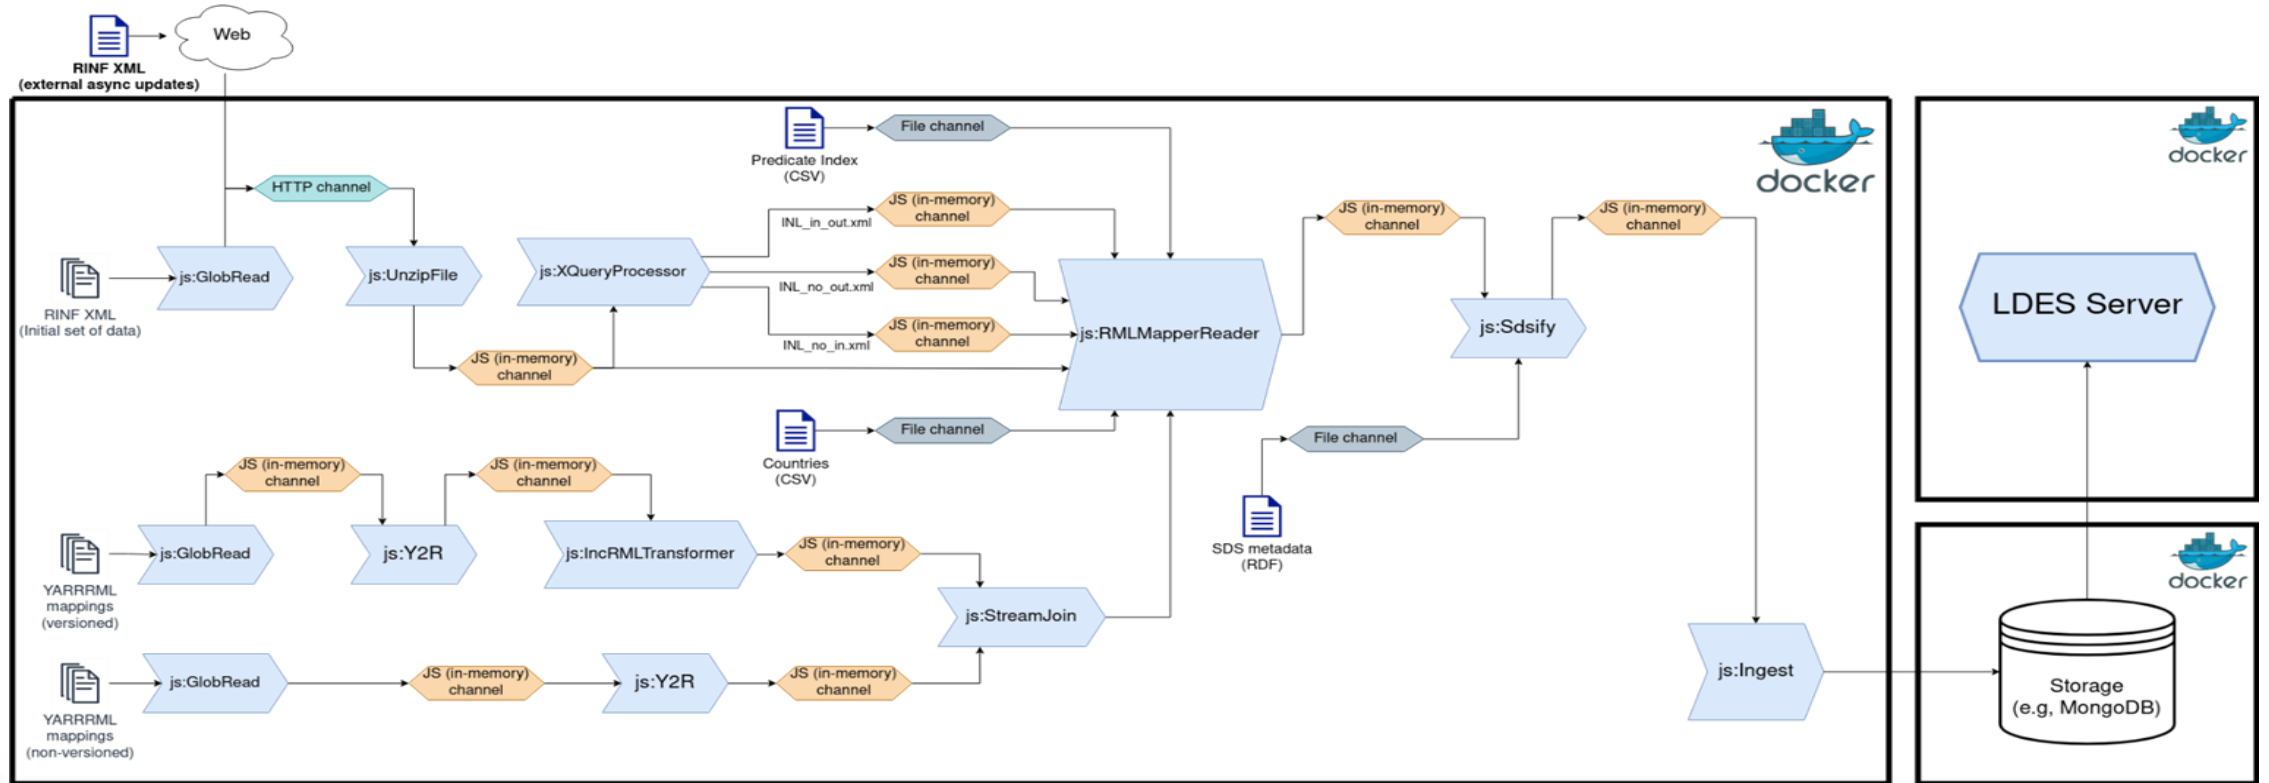 Web
RINF XML
(external async updates)
Predicate Index
(CSV)
File channel
docker
docker
HTTP channel
js:GlobRead
RINF XML
(Initial set of data)
js:UnzipFile
js:XQueryProcessor
INL_in_out.xml
INL_no_out.xml
INL_no_in.xml
JS (in-memory)
channel
JS (in-memory)
channel
JS (in-memory)
channel
JS (in-memory)
channel
js:RMLMapperReader
JS (in-memory)
channel
JS (in-memory)
channel
js:Sdsify
LDES Server
Countries
(CSV)
File channel
File channel
SDS metadata
(RDF)
JS (in-memory)
channel
JS (in-memory)
channel
js:GlobRead
YARRRML
mappings
(versioned)
js:Y2R
js:IncRMLTransformer
JS (in-memory)
channel
js:StreamJoin
js:GlobRead
YARRRML
mappings
(non-versioned)
JS (in-memory)
channel
js:Y2R
JS (in-memory)
channel
js:Ingest
docker
Storage
(e.g, MongoDB)